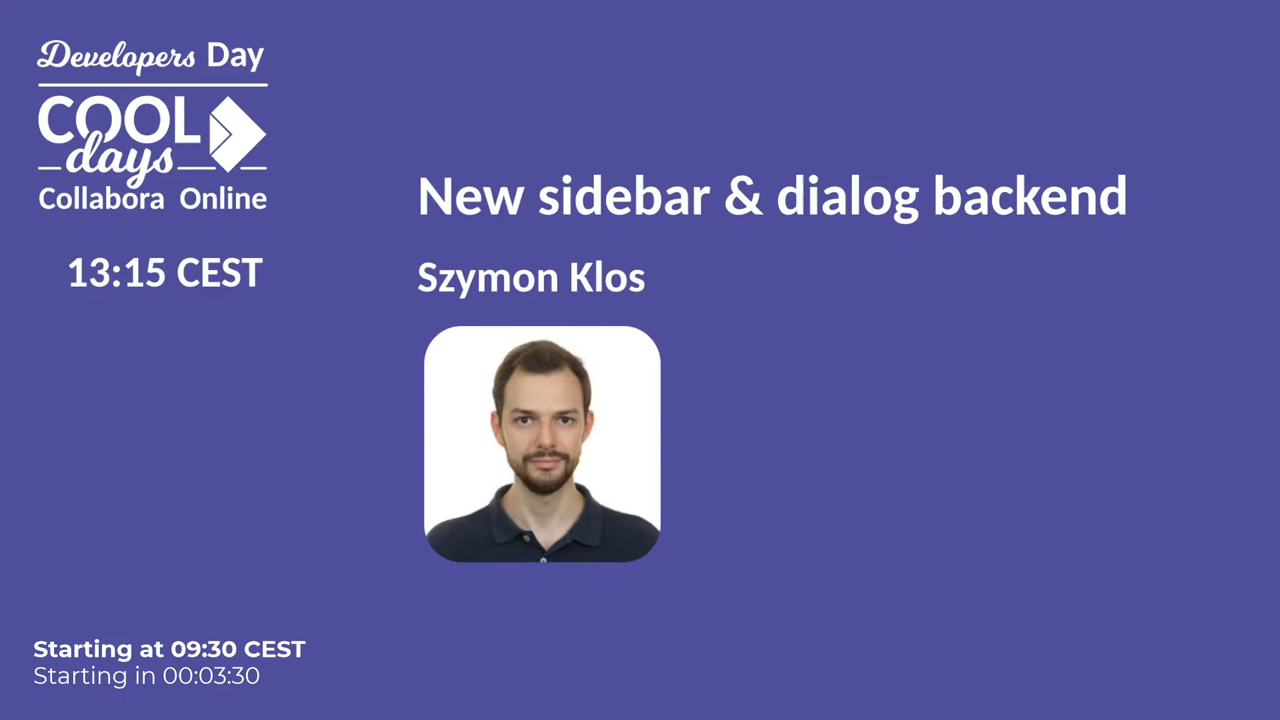 Developers Day
COOL
days
Collabora Online
13:15 CEST
New sidebar & dialog backend
Szymon Klos
Starting at 09:30 CEST
Starting in 00:03:30